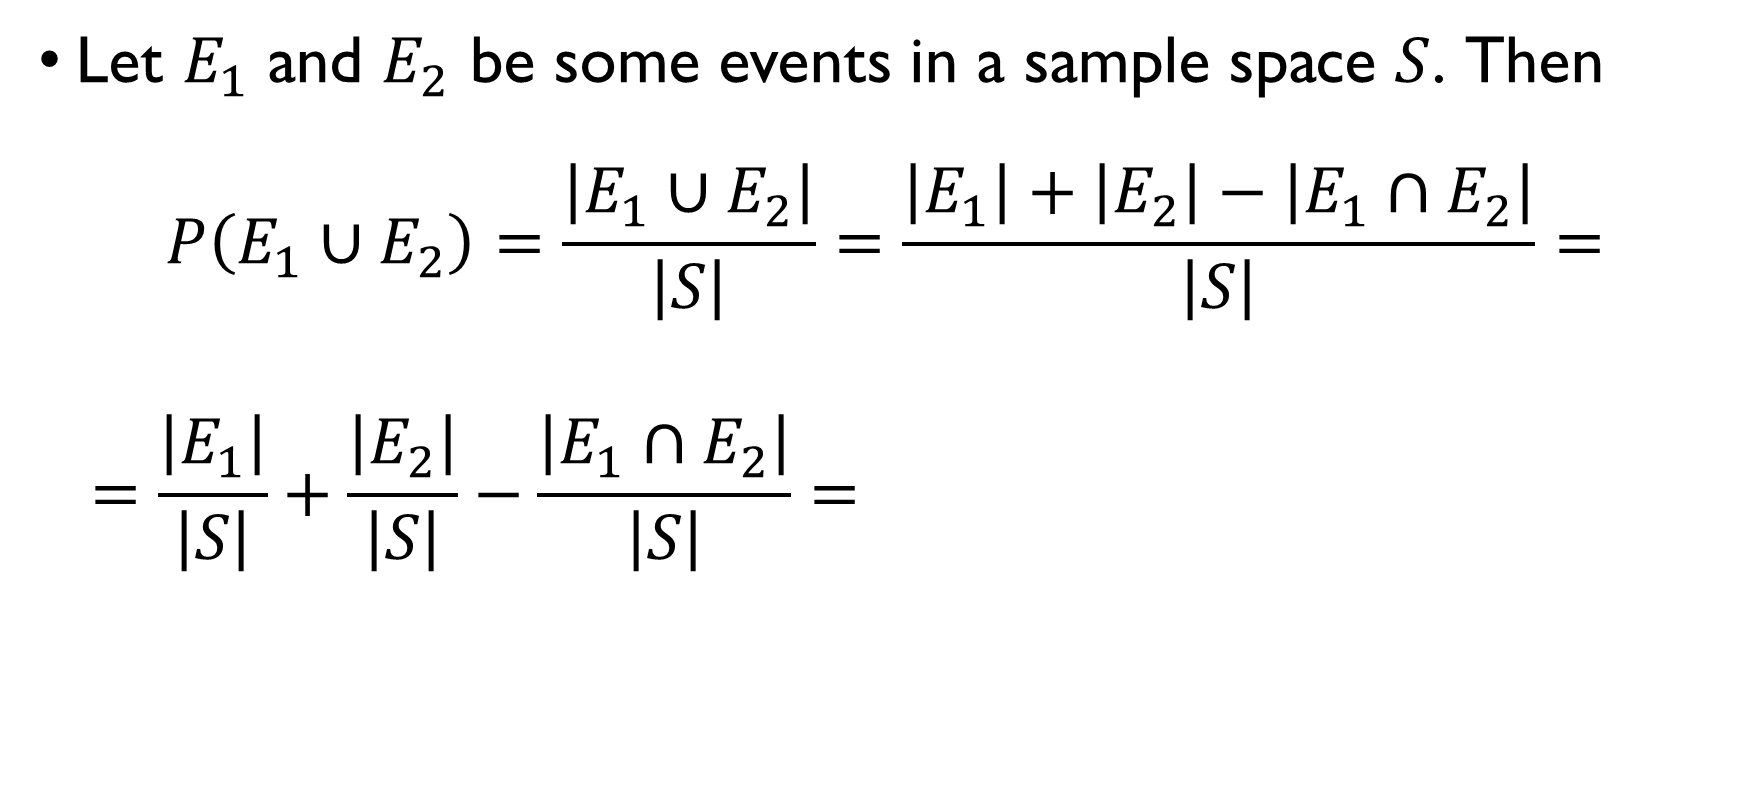 • Let 𝐸₁ and 𝐸₂ be some events in a sample space 𝑆. Then
𝑃(𝐸₁ ∪ 𝐸₂) = |𝐸₁ ∪ 𝐸₂| / |𝑆| = |𝐸₁| + |𝐸₂| − |𝐸₁ ∩ 𝐸₂| / |𝑆| =
= |𝐸₁| / |𝑆| + |𝐸₂| / |𝑆| − |𝐸₁ ∩ 𝐸₂| / |𝑆| =